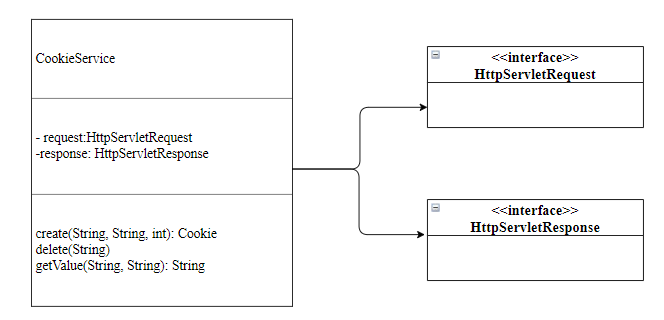 CookieService
- request:HttpServletRequest
-response: HttpServletResponse
create(String, String, int): Cookie
delete(String)
getValue(String, String): String
<<interface>>
HttpServletRequest
<<interface>>
HttpServletResponse